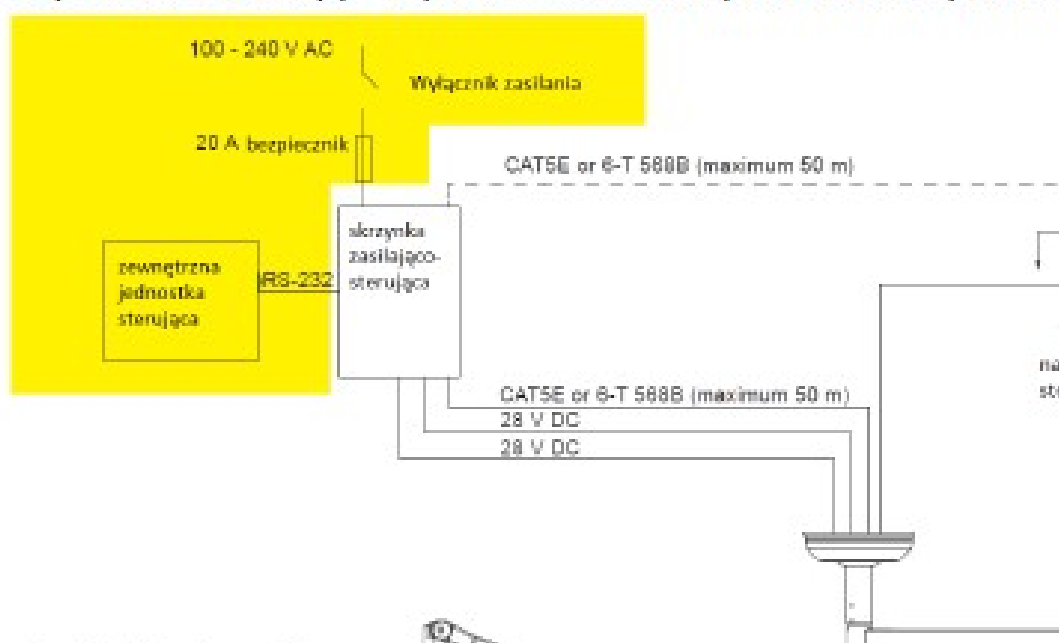 100 - 240 V AC
Wyłącznik zasilania
20 A bezpiecznik
CAT5E or 6-T 568B (maximum 50 m)
skrzynka
zasilająco-
sterująca
zewnętrzna
jednostka
sterująca
RS-232
CAT5E or 6-T 568B (maximum 50 m)
28 V DC
28 V DC